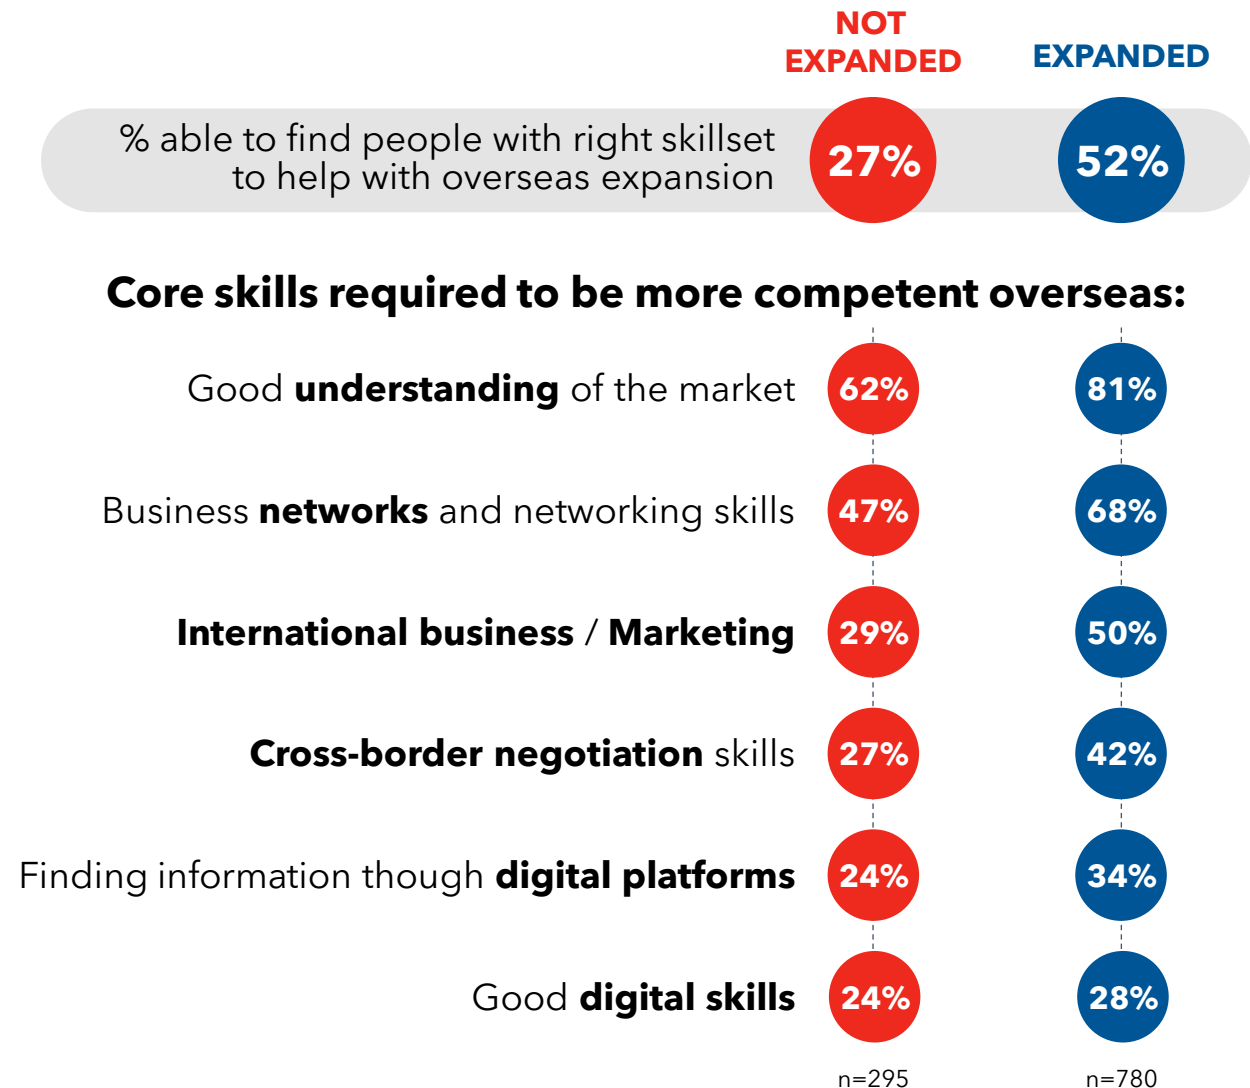 NOT
EXPANDED
EXPANDED
% able to find people with right skillset
to help with overseas expansion
27%
52%
Core skills required to be more competent overseas:
Good understanding of the market 62% 81%
Business networks and networking skills 47% 68%
International business / Marketing 29% 50%
Cross-border negotiation skills 27% 42%
Finding information though digital platforms 24% 34%
Good digital skills 24% 28%
n=295 n=780